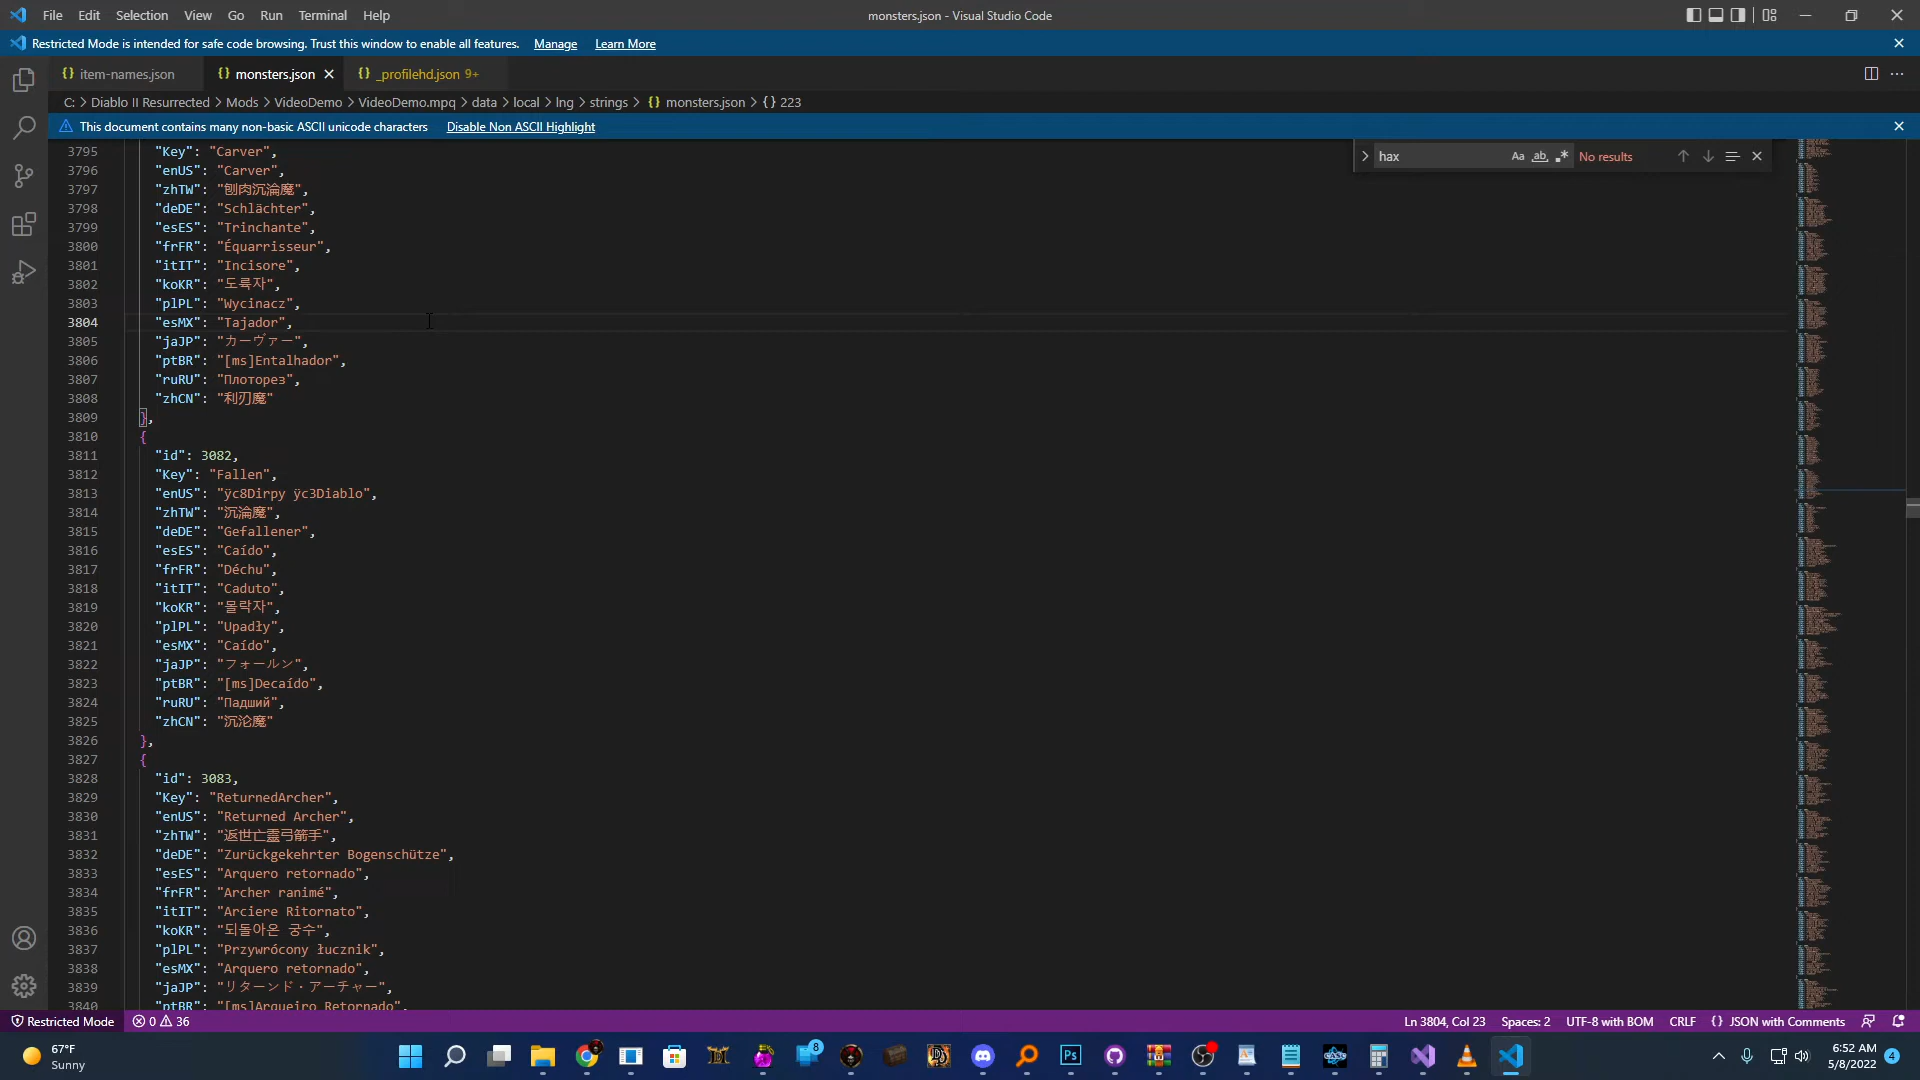 File Edit Selection View Go Run Terminal Help
monsters.json - Visual Studio Code
Restricted Mode is intended for safe code browsing. Trust this window to enable all features. Manage Learn More
{} item-names.json {} monsters.json {} _profilehd.json 9+
C: > Diablo II Resurrected > Mods > VideoDemo > VideoDemo.mpq > data > local > lng > strings > {} monsters.json > {} 223
This document contains many non-basic ASCII unicode characters Disable Non ASCII Highlight
hax Aa ab No results
3795 "Key": "Carver",
3796 "enUS": "Carver",
3797 "zhTW": "刨肉沉淪魔",
3798 "deDE": "Schlächter",
3799 "esES": "Trinchante",
3800 "frFR": "Équarrisseur",
3801 "itIT": "Incisore",
3802 "koKR": "도륙자",
3803 "plPL": "Wycinacz",
3804 "esMX": "Tajador",
3805 "jaJP": "カーヴァー",
3806 "ptBR": "[ms]Entalhador",
3807 "ruRU": "Плоторез",
3808 "zhCN": "利刃魔"
3809 },
3810 {
3811 "id": 3082,
3812 "Key": "Fallen",
3813 "enUS": "ÿc8Dirpy ÿc3Diablo",
3814 "zhTW": "沉淪魔",
3815 "deDE": "Gefallener",
3816 "esES": "Caído",
3817 "frFR": "Déchu",
3818 "itIT": "Caduto",
3819 "koKR": "몰락자",
3820 "plPL": "Upadły",
3821 "esMX": "Caído",
3822 "jaJP": "フォールン",
3823 "ptBR": "[ms]Decaído",
3824 "ruRU": "Падший",
3825 "zhCN": "沉沦魔"
3826 },
3827 {
3828 "id": 3083,
3829 "Key": "ReturnedArcher",
3830 "enUS": "Returned Archer",
3831 "zhTW": "返世亡靈弓箭手",
3832 "deDE": "Zurückgekehrter Bogenschütze",
3833 "esES": "Arquero retornado",
3834 "frFR": "Archer ranimé",
3835 "itIT": "Arciere Ritornato",
3836 "koKR": "되돌아온 궁수",
3837 "plPL": "Przywrócony łucznik",
3838 "esMX": "Arquero retornado",
3839 "jaJP": "リターンド・アーチャー",
3840 "ptBR": "[ms]Arqueiro Retornado",
Restricted Mode 0 36 Ln 3804, Col 23 Spaces: 2 UTF-8 with BOM CRLF {} JSON with Comments
67°F
Sunny
8
Ps
6:52 AM
5/8/2022
4